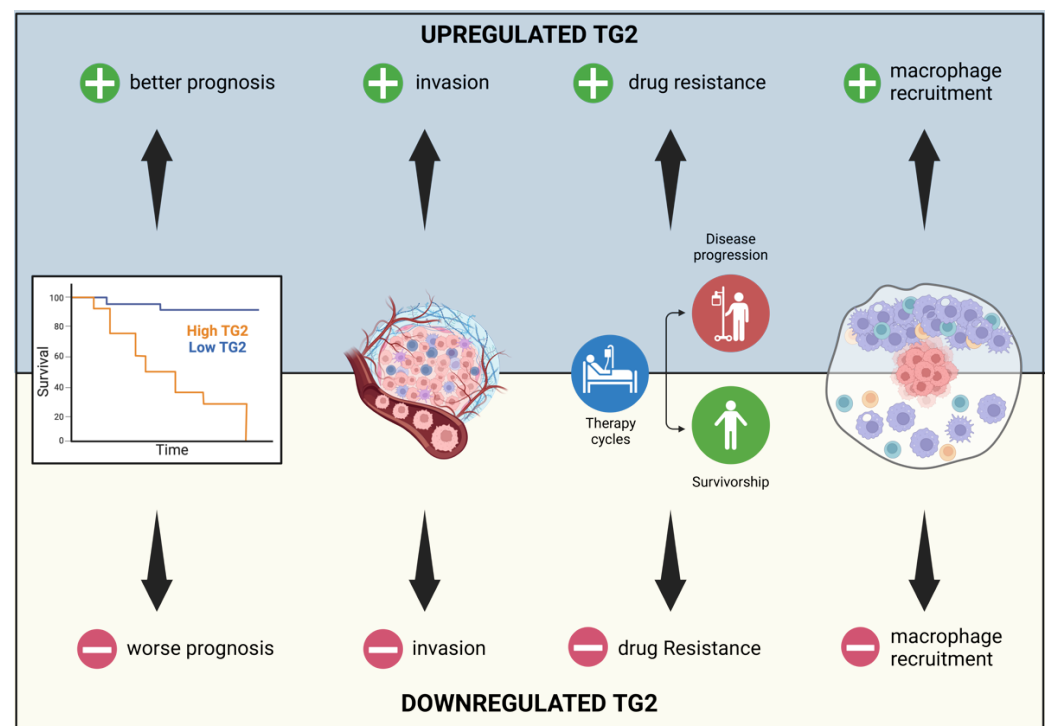 UPREGULATED TG2
better prognosis
invasion
drug resistance
macrophage
recruitment
Disease
progression
100
80
60
40
20
0
Survival
High TG2
Low TG2
Time
Therapy
cycles
Survivorship
worse prognosis
invasion
drug Resistance
macrophage
recruitment
DOWNREGULATED TG2